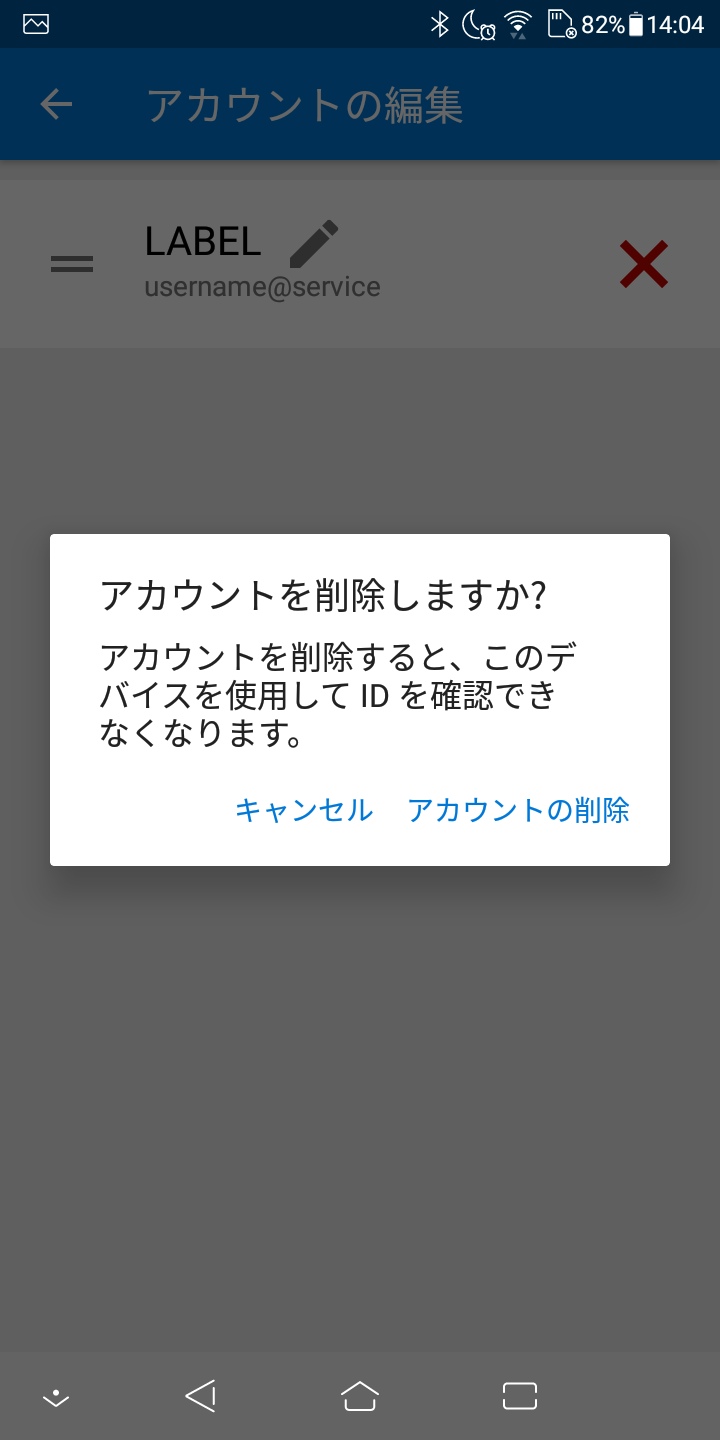 82% 14:04
アカウントの編集
LABEL
username@service
アカウントを削除しますか?
アカウントを削除すると、このデ
バイスを使用して ID を確認でき
なくなります。
キャンセル アカウントの削除